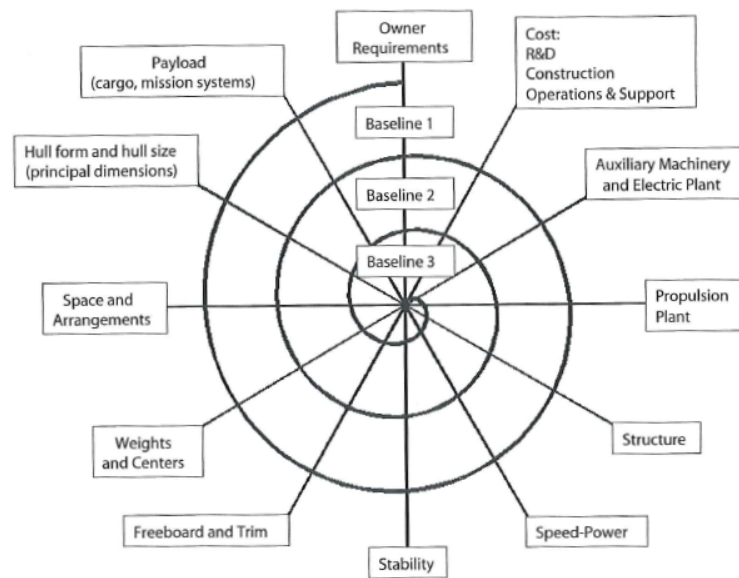 Owner
Requirements
Cost:
R&D
Construction
Operations & Support
Payload
(cargo, mission systems)
Baseline 1
Hull form and hull size
(principal dimensions)
Auxiliary Machinery
and Electric Plant
Baseline 2
Baseline 3
Space and
Arrangements
Propulsion
Plant
Weights
and Centers
Structure
Freeboard and Trim
Speed-Power
Stability